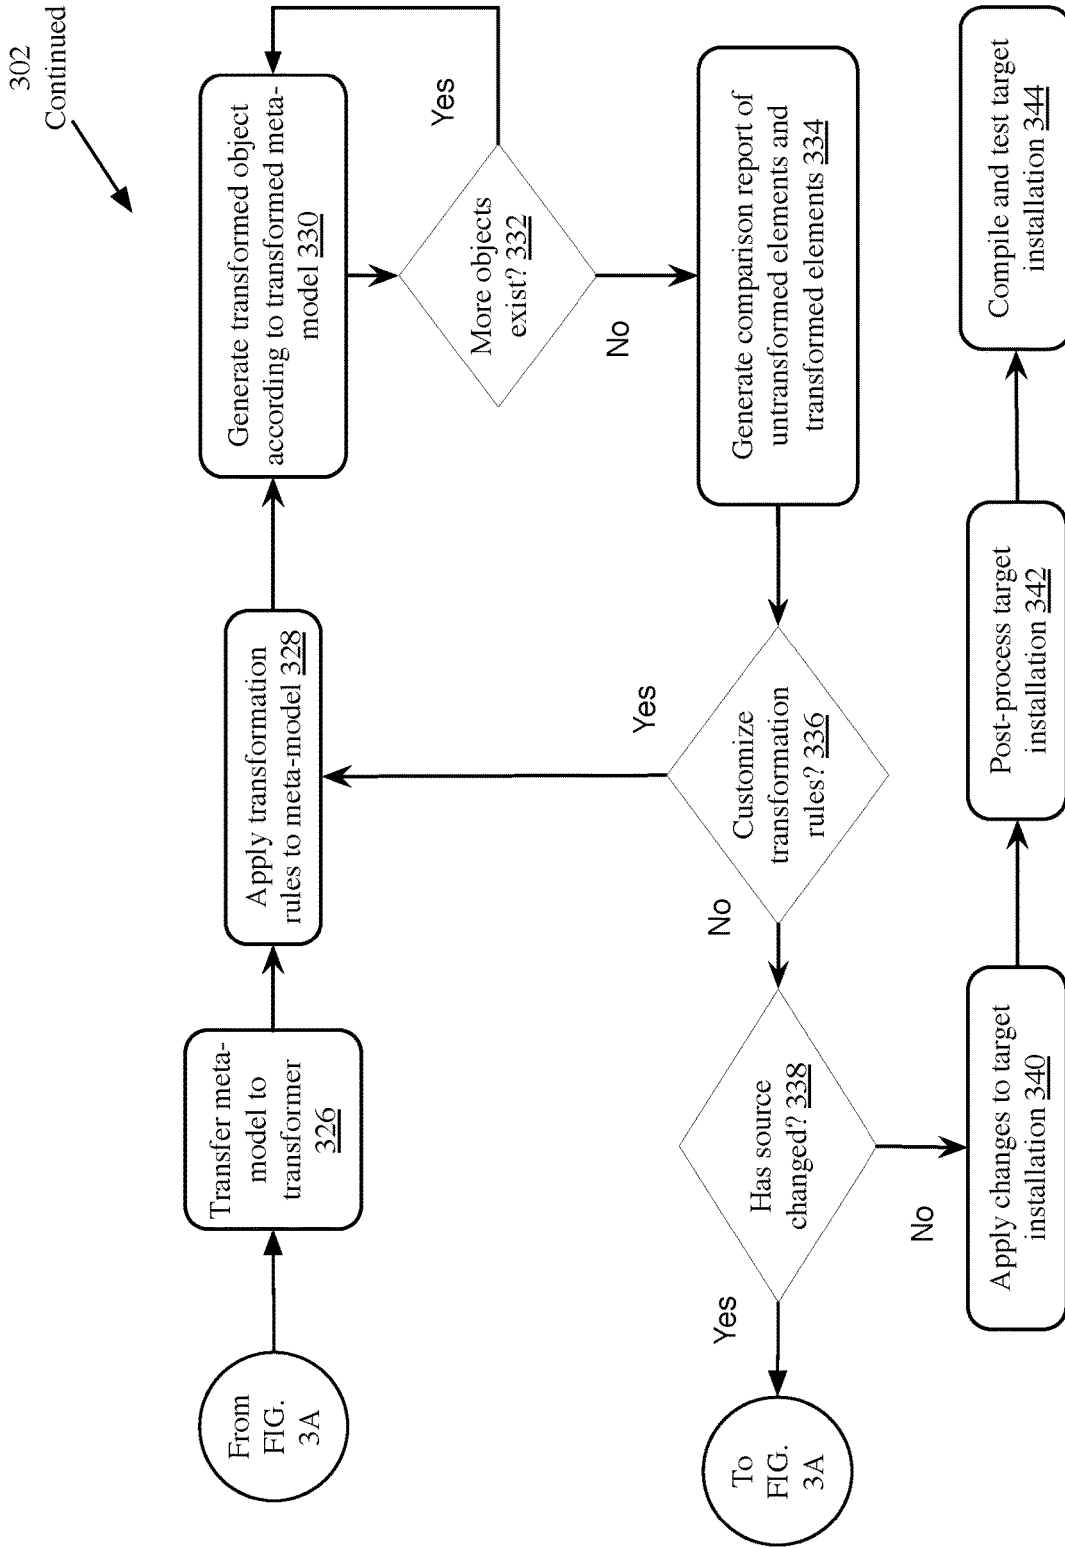 302
Continued
From
FIG.
3A
Transfer meta-
model to
transformer
326
Apply transformation
rules to meta-model 328
Generate transformed object
according to transformed meta-
model 330
More objects
exist? 332
Yes
No
Generate comparison report of
untransformed elements and
transformed elements 334
Customize
transformation
rules? 336
Yes
No
Has source
changed? 338
Yes
No
To
FIG.
3A
Apply changes to target
installation 340
Post-process target
installation 342
Compile and test target
installation 344